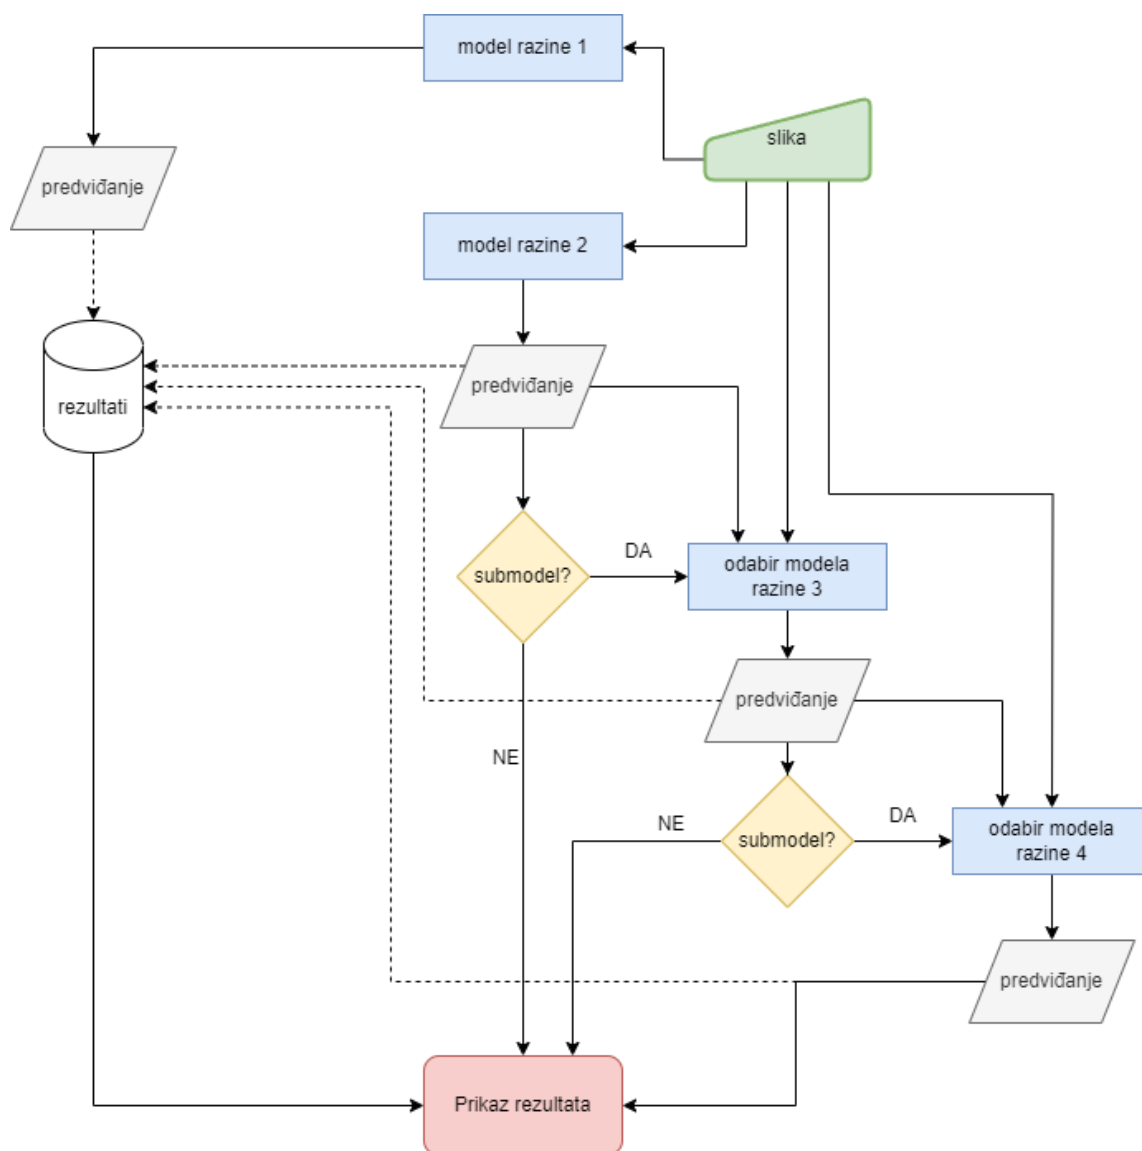 model razine 1
slika
predviđanje
model razine 2
predviđanje
rezultati
DA
submodel?
odabir modela
razine 3
predviđanje
NE
NE
DA
submodel?
odabir modela
razine 4
predviđanje
Prikaz rezultata